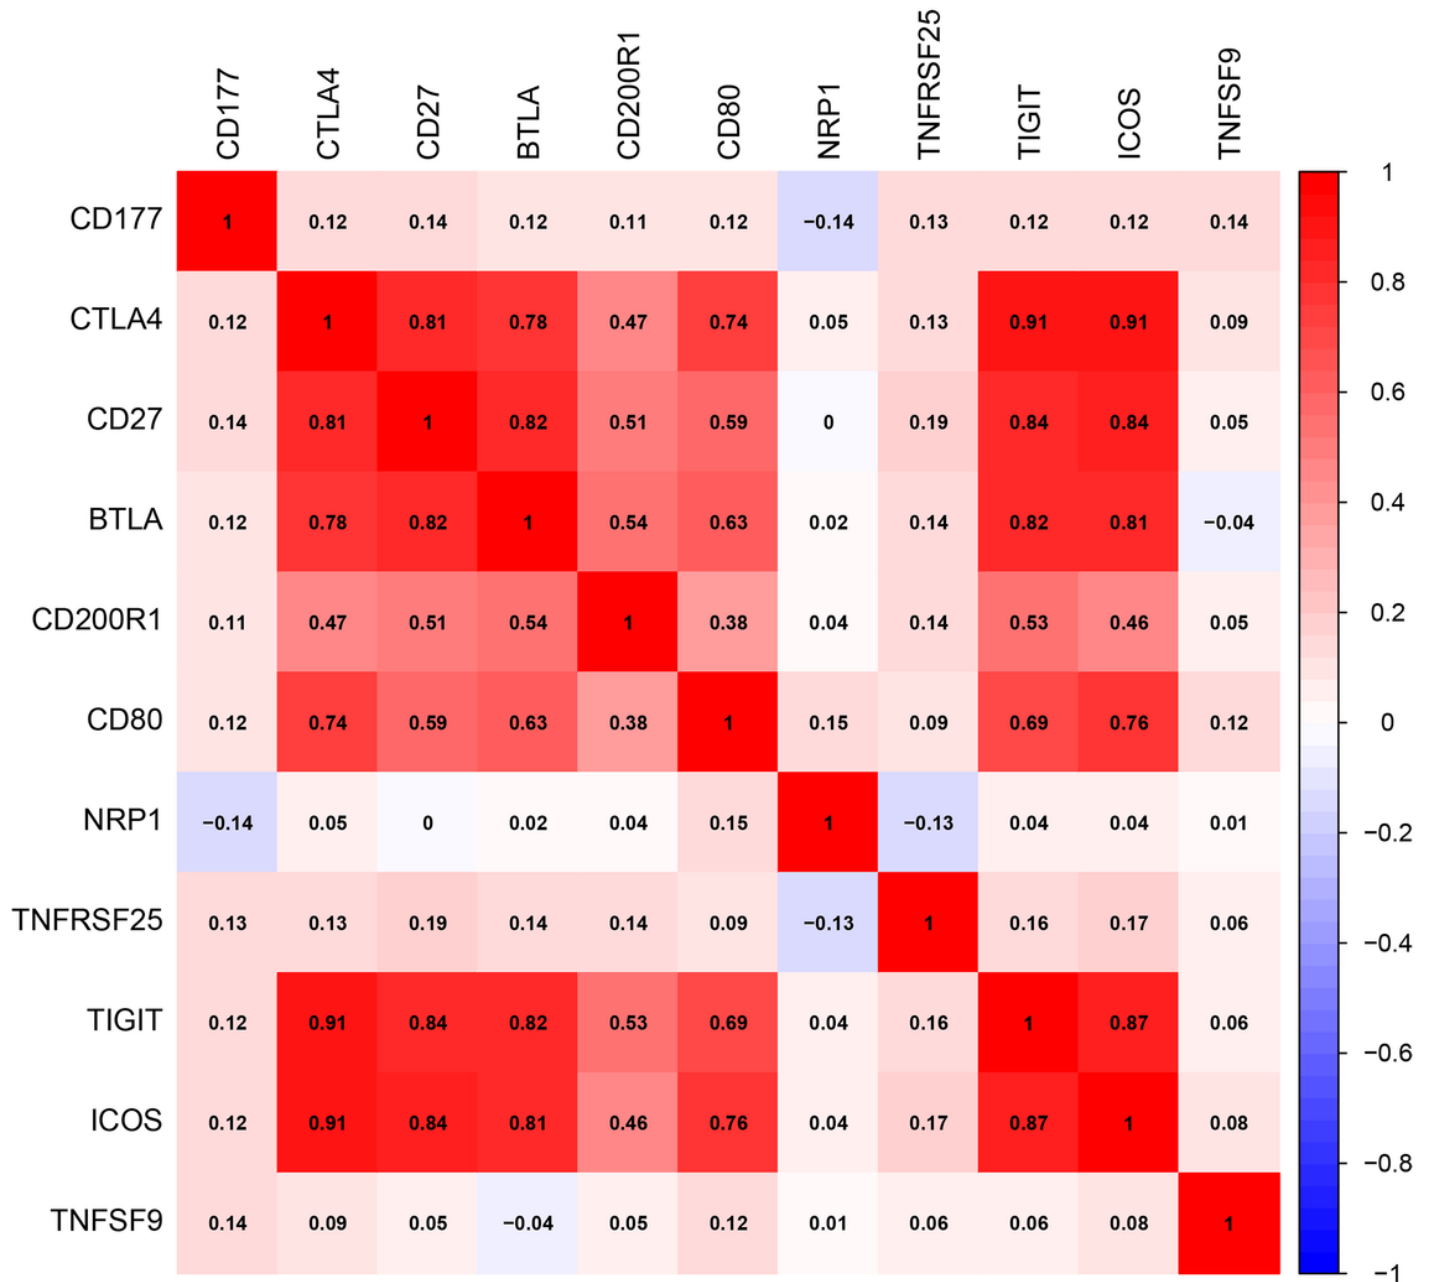 CD177 CTLA4 CD27 BTLA CD200R1 CD80 NRP1 TNFRSF25 TIGIT ICOS TNFSF9
CD177 1 0.12 0.14 0.12 0.11 0.12 −0.14 0.13 0.12 0.12 0.14
CTLA4 0.12 1 0.81 0.78 0.47 0.74 0.05 0.13 0.91 0.91 0.09
CD27 0.14 0.81 1 0.82 0.51 0.59 0 0.19 0.84 0.84 0.05
BTLA 0.12 0.78 0.82 1 0.54 0.63 0.02 0.14 0.82 0.81 −0.04
CD200R1 0.11 0.47 0.51 0.54 1 0.38 0.04 0.14 0.53 0.46 0.05
CD80 0.12 0.74 0.59 0.63 0.38 1 0.15 0.09 0.69 0.76 0.12
NRP1 −0.14 0.05 0 0.02 0.04 0.15 1 −0.13 0.04 0.04 0.01
TNFRSF25 0.13 0.13 0.19 0.14 0.14 0.09 −0.13 1 0.16 0.17 0.06
TIGIT 0.12 0.91 0.84 0.82 0.53 0.69 0.04 0.16 1 0.87 0.06
ICOS 0.12 0.91 0.84 0.81 0.46 0.76 0.04 0.17 0.87 1 0.08
TNFSF9 0.14 0.09 0.05 −0.04 0.05 0.12 0.01 0.06 0.06 0.08 1
1
0.8
0.6
0.4
0.2
0
−0.2
−0.4
−0.6
−0.8
−1